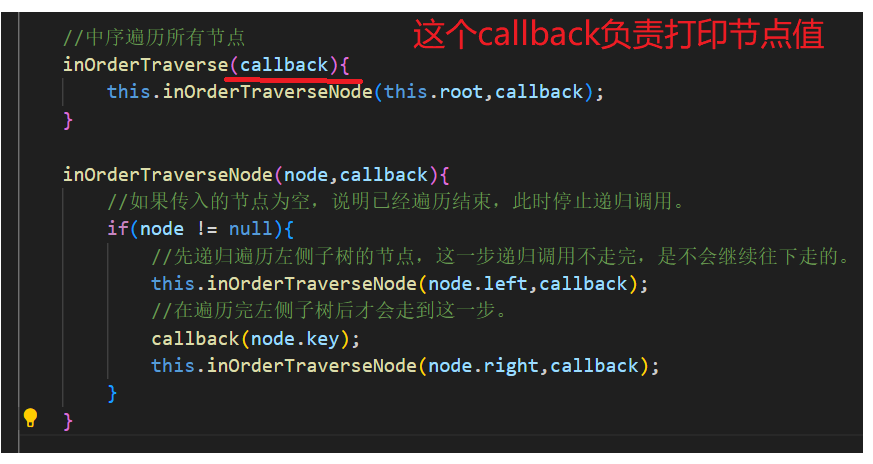 这个callback负责打印节点值
//中序遍历所有节点
inOrderTraverse(callback){
this.inOrderTraverseNode(this.root,callback);
}
inOrderTraverseNode(node,callback){
//如果传入的节点为空，说明已经遍历结束，此时停止递归调用。
if(node != null){
//先递归遍历左侧子树的节点，这一步递归调用不走完，是不会继续往下走的。
this.inOrderTraverseNode(node.left,callback);
//在遍历完左侧子树后才会走到这一步。
callback(node.key);
this.inOrderTraverseNode(node.right,callback);
}
}